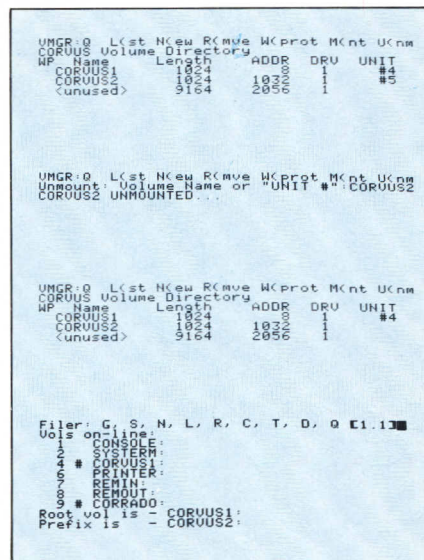 VMGR:Q L(st N(ew R(mve W(prot M(nt U(nm
CORVUS Volume Directory
WP Name Length ADDR DRV UNIT
CORVUS1 1024 8 1 #4
CORVUS2 1024 1032 1 #5
<unused> 9164 2056 1
VMGR:Q L(st N(ew R(mve W(prot M(nt U(nm
Unmount: Volume Name or "UNIT #":CORVUS2
CORVUS2 UNMOUNTED...
VMGR:Q L(st N(ew R(mve W(prot M(nt U(nm
CORVUS Volume Directory
WP Name Length ADDR DRV UNIT
CORVUS1 1024 8 1 #4
CORVUS2 1024 1032 1
<unused> 9164 2056 1
Filer: G, S, N, L, R, C, T, D, Q [1.1]
Vols on-line:
1 CONSOLE:
2 SYSTERM:
4 # CORVUS1:
6 PRINTER:
7 REMIN:
8 REMOUT:
9 # CORRADO:
Root vol is - CORVUS1:
Prefix is - CORVUS2: